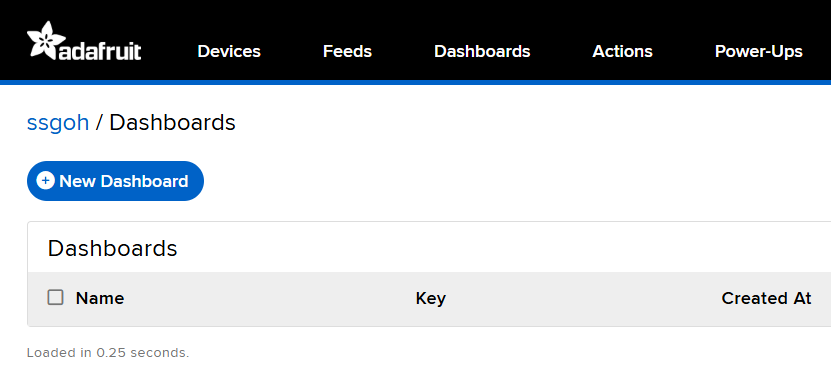 adafruit Devices Feeds Dashboards Actions Power-Ups
ssgoh / Dashboards
New Dashboard
Dashboards
Name Key Created At
Loaded in 0.25 seconds.